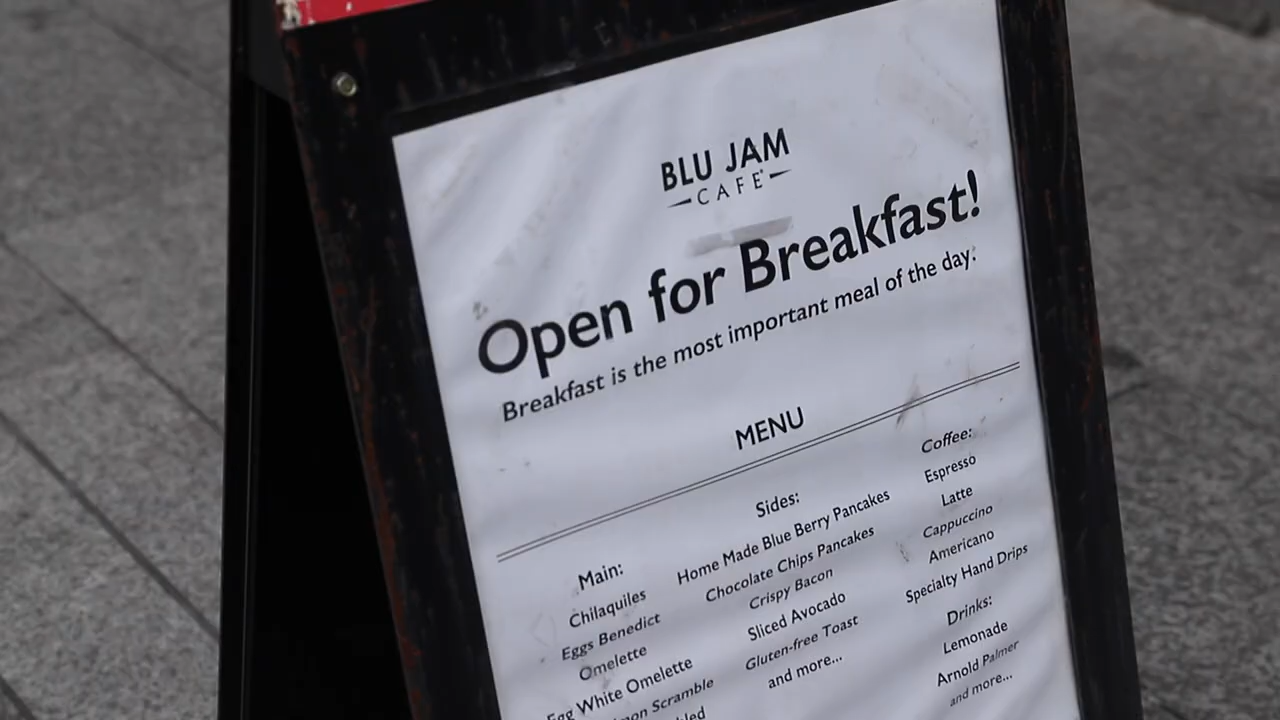 BLU JAM
CAFE
Open for Breakfast!
Breakfast is the most important meal of the day.
MENU
Main:
Chilaquiles
Eggs Benedict
Omelette
Egg White Omelette
Scramble
Sides:
Home Made Blue Berry Pancakes
Chocolate Chips Pancakes
Crispy Bacon
Sliced Avocado
Gluten-free Toast
and more...
Coffee:
Espresso
Latte
Cappuccino
Americano
Specialty Hand Drips
Drinks:
Lemonade
Arnold Palmer
and more...